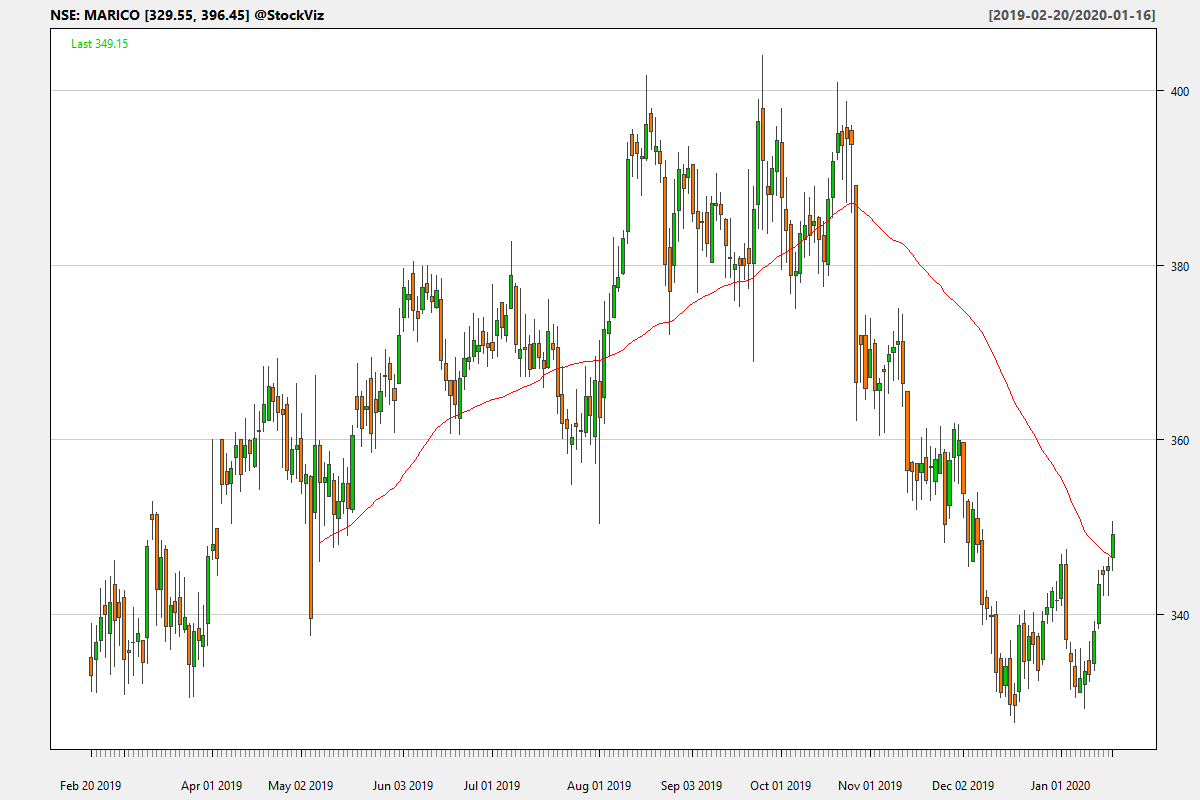 NSE: MARICO [329.55, 396.45] @StockViz [2019-02-20/2020-01-16]
Last 349.15
400
380
360
340
Feb 20 2019 Apr 01 2019 May 02 2019 Jun 03 2019 Jul 01 2019 Aug 01 2019 Sep 03 2019 Oct 01 2019 Nov 01 2019 Dec 02 2019 Jan 01 2020